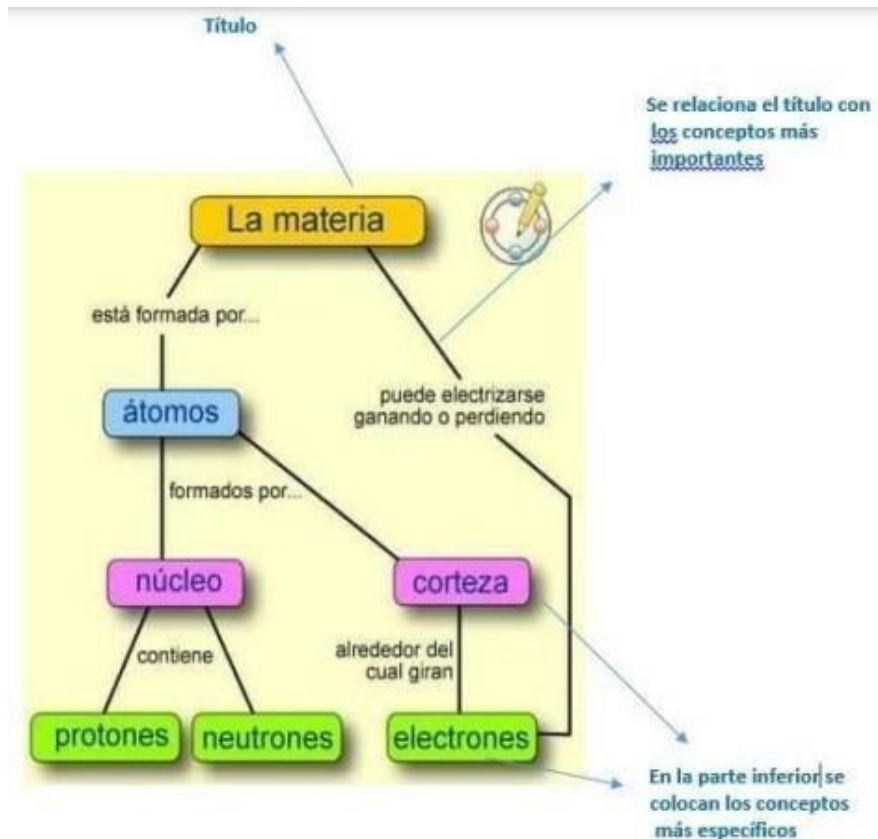 Título
Se relaciona el título con
los conceptos más
importantes
La materia
está formada por...
puede electrizarse
ganando o perdiendo
átomos
formados por...
núcleo
corteza
contiene
alrededor del
cual giran
protones
neutrones
electrones
En la parte inferior se
colocan los conceptos
más específicos